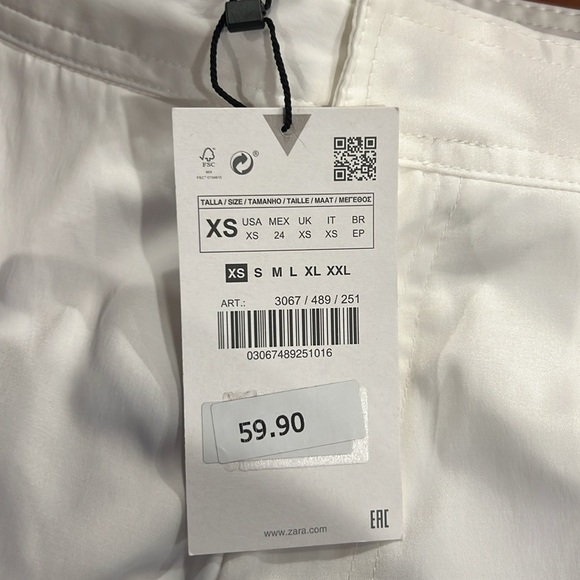 FSC
MIX
TALLA / SIZE / TAMANHO / TAILLE / MAAT / ΜΕΓΕΘΟΣ
XS USA MEX UK IT BR
XS 24 XS XS EP
XS S M L XL XXL
ART.: 3067 / 489 / 251
03067489251016
59.90
www.zara.com
EAC